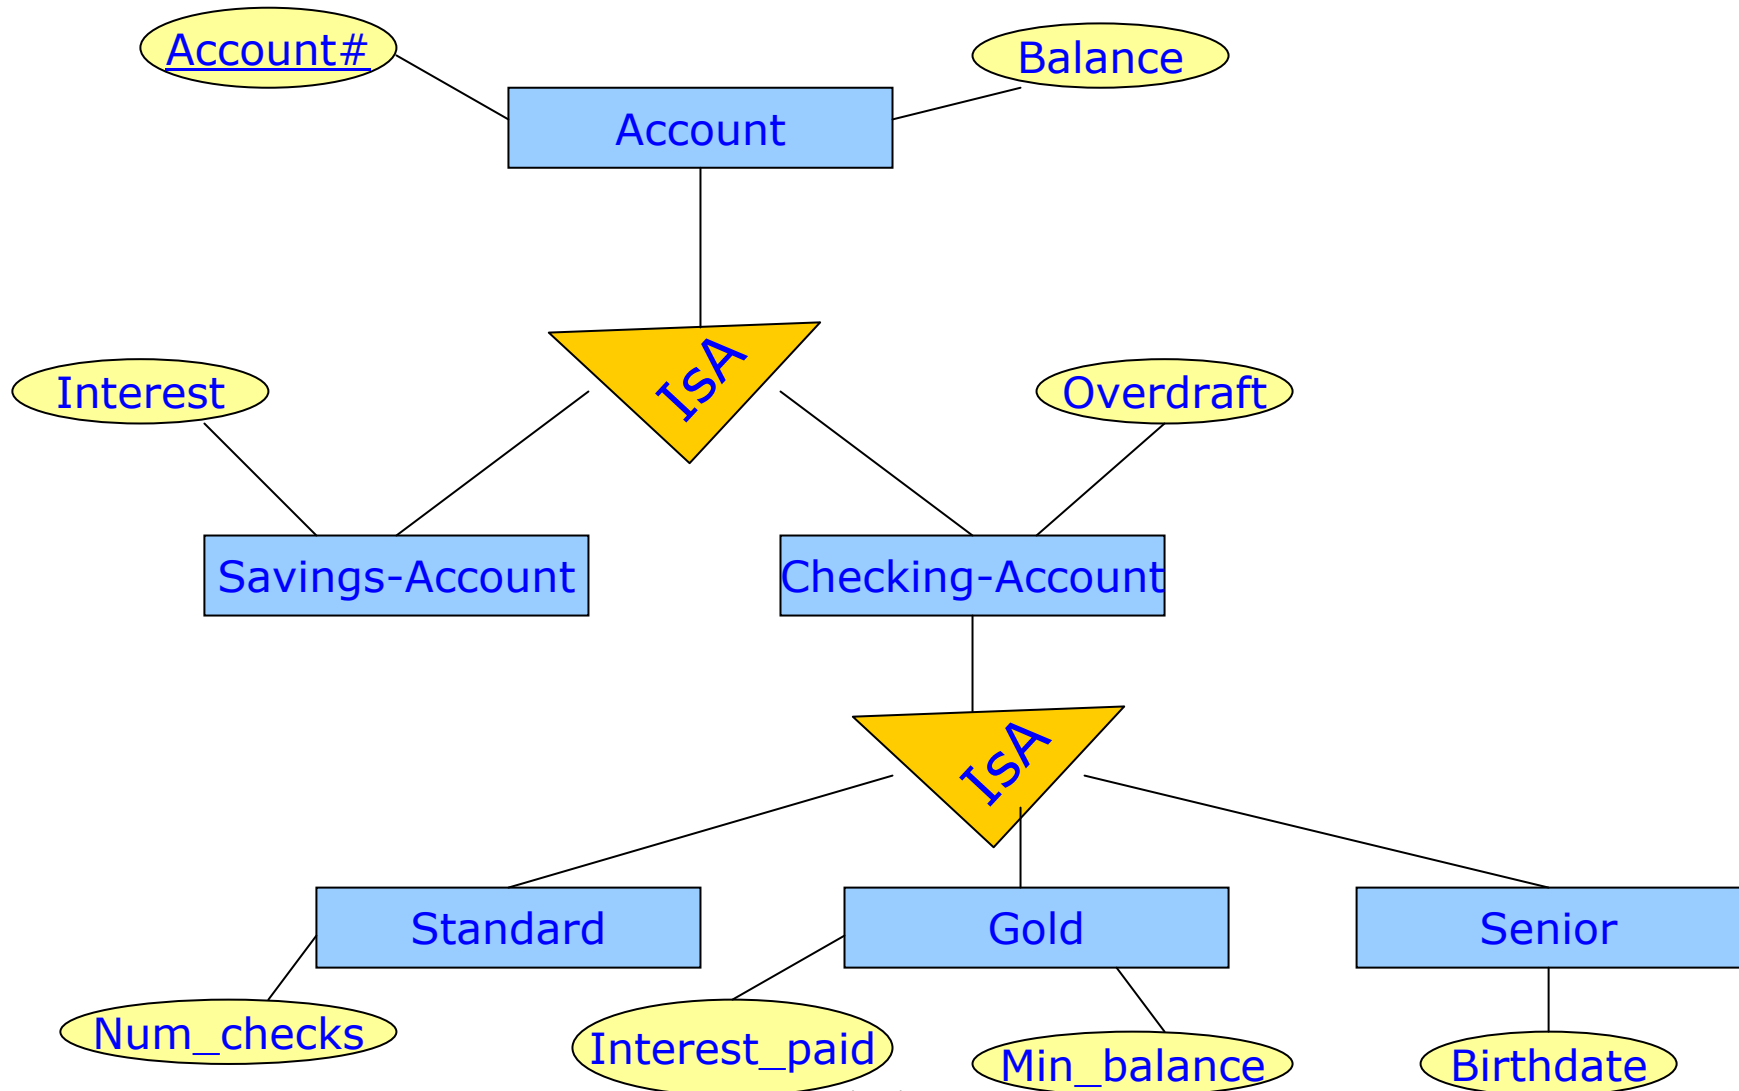 Account#
Balance
Account
IsA
Interest
Overdraft
Savings-Account
Checking-Account
IsA
Standard
Gold
Senior
Num_checks
Interest_paid
Min_balance
Birthdate